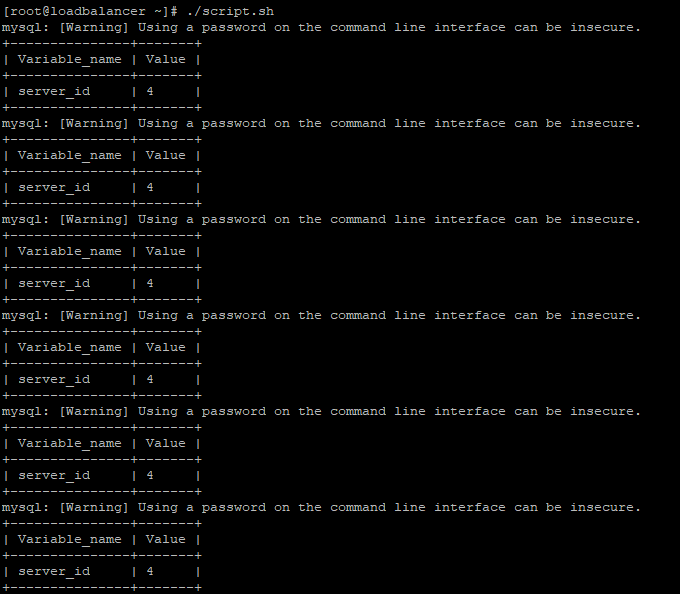 [root@loadbalancer ~]# ./script.sh
mysql: [Warning] Using a password on the command line interface can be insecure.
+---------------+-------+
| Variable_name | Value |
+---------------+-------+
| server_id     | 4     |
+---------------+-------+
mysql: [Warning] Using a password on the command line interface can be insecure.
+---------------+-------+
| Variable_name | Value |
+---------------+-------+
| server_id     | 4     |
+---------------+-------+
mysql: [Warning] Using a password on the command line interface can be insecure.
+---------------+-------+
| Variable_name | Value |
+---------------+-------+
| server_id     | 4     |
+---------------+-------+
mysql: [Warning] Using a password on the command line interface can be insecure.
+---------------+-------+
| Variable_name | Value |
+---------------+-------+
| server_id     | 4     |
+---------------+-------+
mysql: [Warning] Using a password on the command line interface can be insecure.
+---------------+-------+
| Variable_name | Value |
+---------------+-------+
| server_id     | 4     |
+---------------+-------+
mysql: [Warning] Using a password on the command line interface can be insecure.
+---------------+-------+
| Variable_name | Value |
+---------------+-------+
| server_id     | 4     |
+---------------+-------+